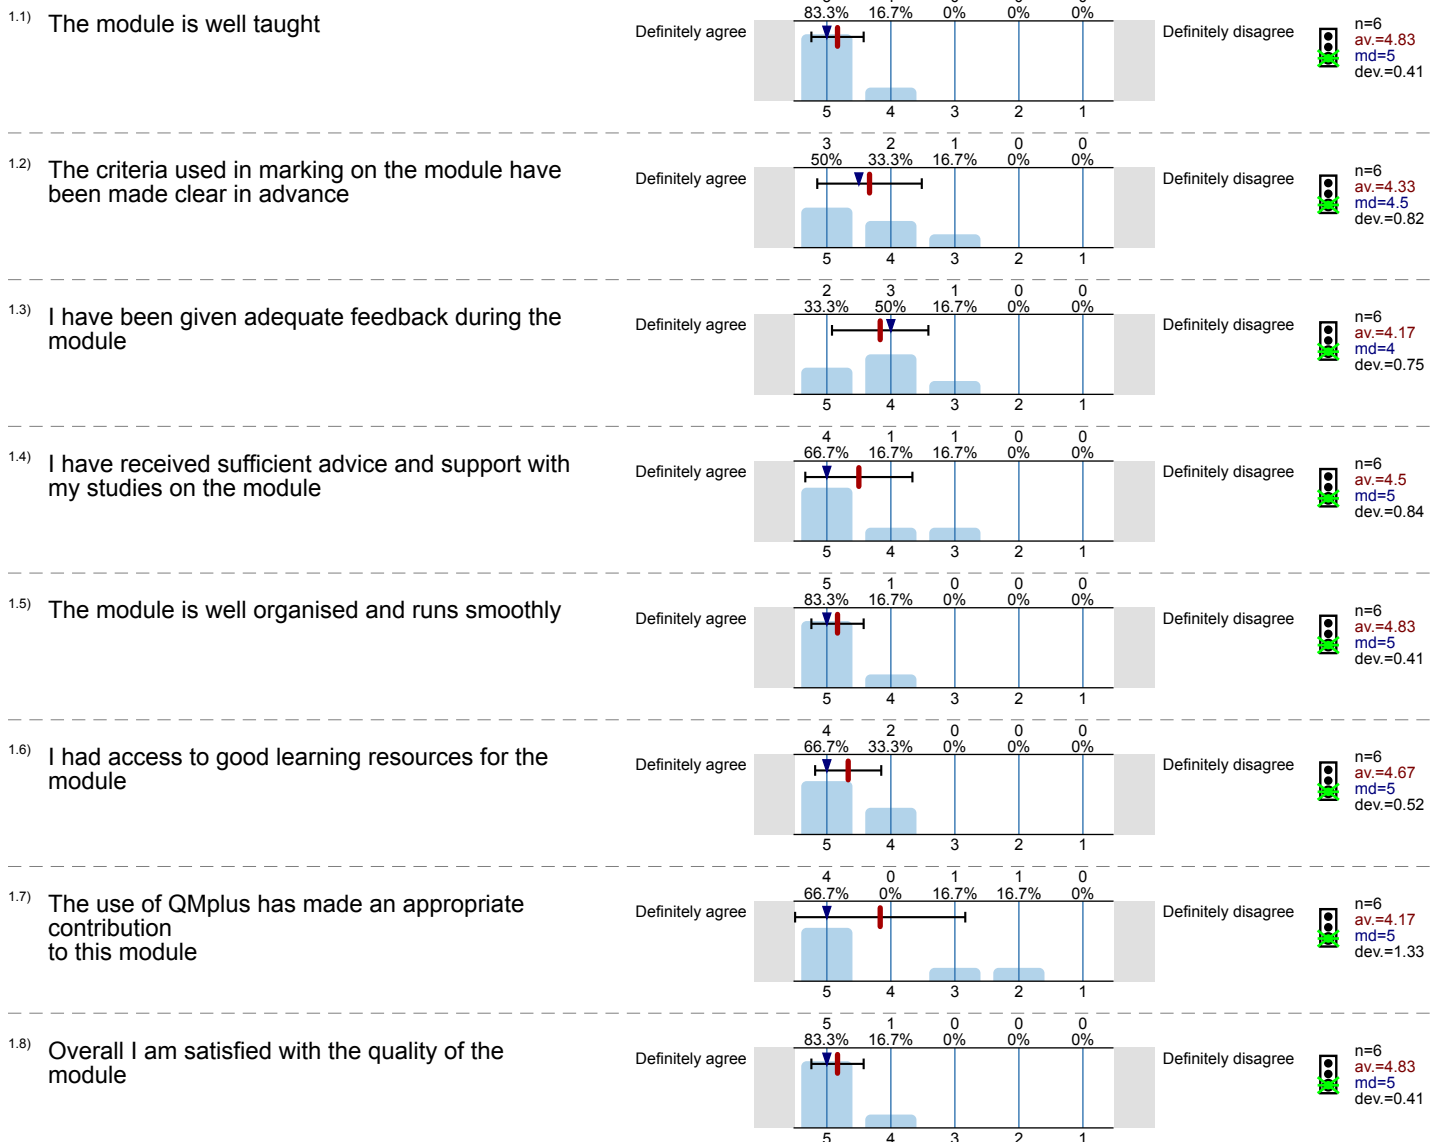 83.3% 16.7% 0% 0% 0%
1.1) The module is well taught
Definitely agree
Definitely disagree
n=6
av.=4.83
md=5
dev.=0.41
5 4 3 2 1
3 2 1 0 0
50% 33.3% 16.7% 0% 0%
1.2) The criteria used in marking on the module have
been made clear in advance
Definitely agree
Definitely disagree
n=6
av.=4.33
md=4.5
dev.=0.82
5 4 3 2 1
2 3 1 0 0
33.3% 50% 16.7% 0% 0%
1.3) I have been given adequate feedback during the
module
Definitely agree
Definitely disagree
n=6
av.=4.17
md=4
dev.=0.75
5 4 3 2 1
4 1 1 0 0
66.7% 16.7% 16.7% 0% 0%
1.4) I have received sufficient advice and support with
my studies on the module
Definitely agree
Definitely disagree
n=6
av.=4.5
md=5
dev.=0.84
5 4 3 2 1
5 1 0 0 0
83.3% 16.7% 0% 0% 0%
1.5) The module is well organised and runs smoothly
Definitely agree
Definitely disagree
n=6
av.=4.83
md=5
dev.=0.41
5 4 3 2 1
4 2 0 0 0
66.7% 33.3% 0% 0% 0%
1.6) I had access to good learning resources for the
module
Definitely agree
Definitely disagree
n=6
av.=4.67
md=5
dev.=0.52
5 4 3 2 1
4 0 1 1 0
66.7% 0% 16.7% 16.7% 0%
1.7) The use of QMplus has made an appropriate
contribution
to this module
Definitely agree
Definitely disagree
n=6
av.=4.17
md=5
dev.=1.33
5 4 3 2 1
5 1 0 0 0
83.3% 16.7% 0% 0% 0%
1.8) Overall I am satisfied with the quality of the
module
Definitely agree
Definitely disagree
n=6
av.=4.83
md=5
dev.=0.41
5 4 3 2 1